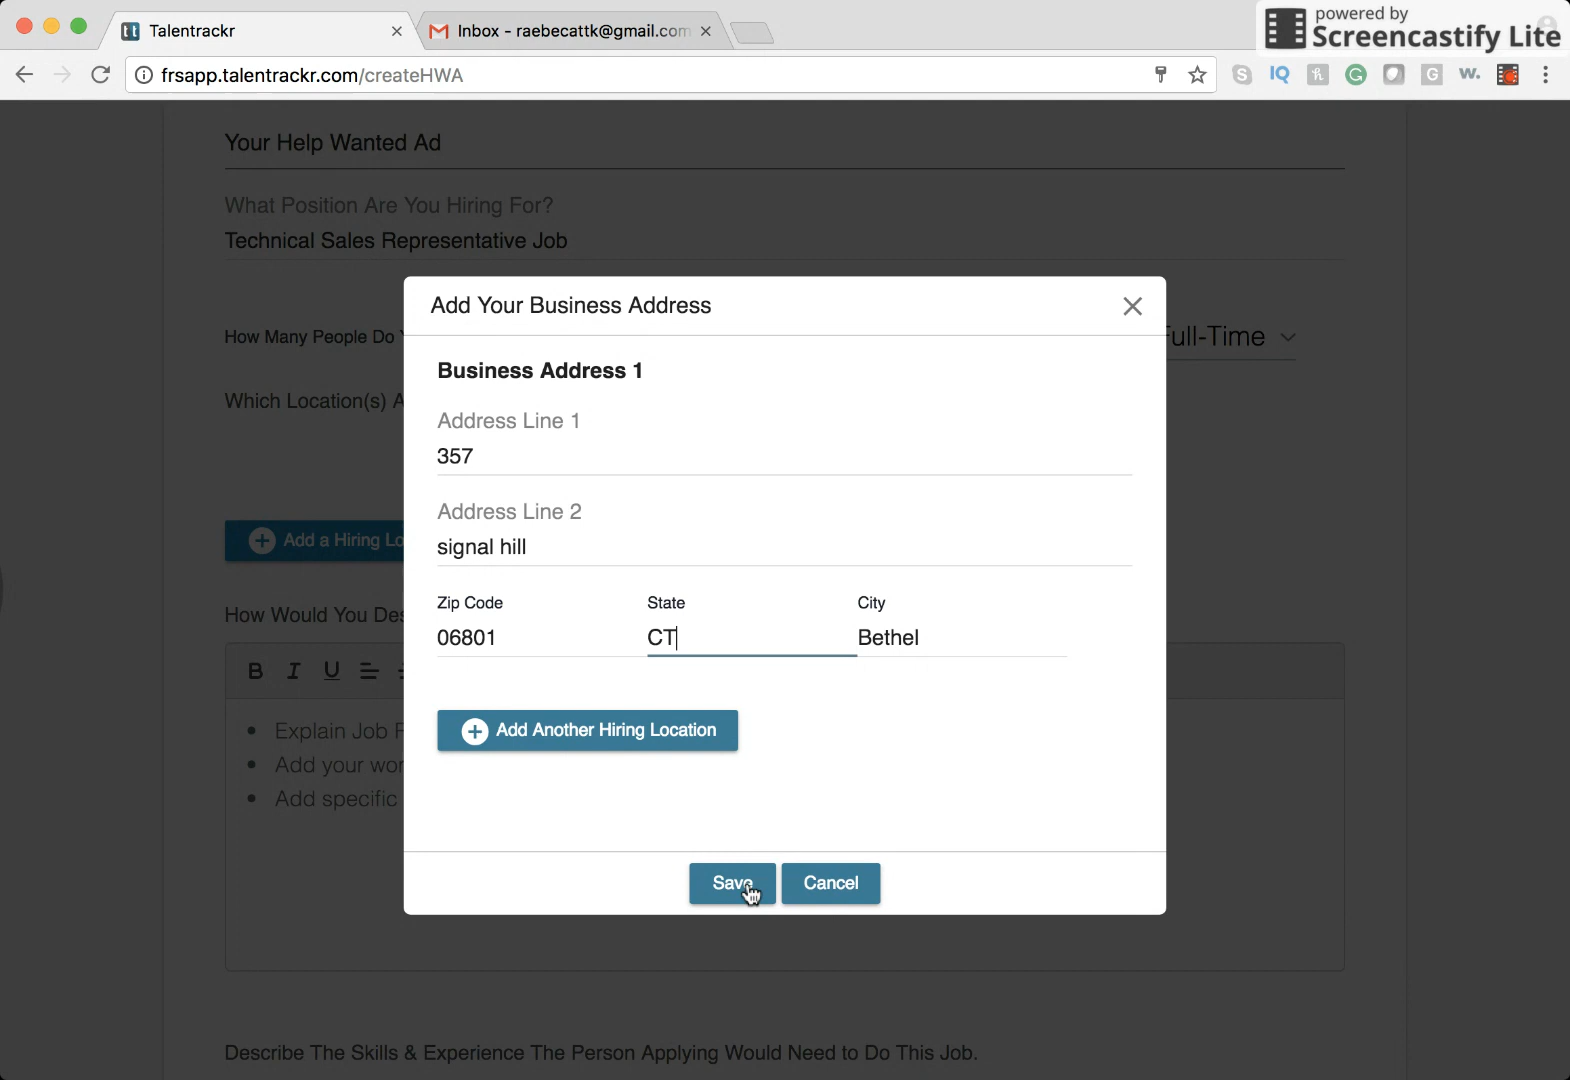 Talentrackr
Inbox - raebecattk@gmail.com
powered by
Screencastify Lite
frsapp.talentrackr.com/createHWA
Your Help Wanted Ad
What Position Are You Hiring For?
Technical Sales Representative Job
How Many People Do
Full-Time
Which Location(s)
Add a Hiring Lo
How Would You Des
B I U
Explain Job
Add your wor
Add specific
Add Your Business Address
Business Address 1
Address Line 1
357
Address Line 2
signal hill
Zip Code State City
06801 CT Bethel
Add Another Hiring Location
Save Cancel
Describe The Skills & Experience The Person Applying Would Need to Do This Job.